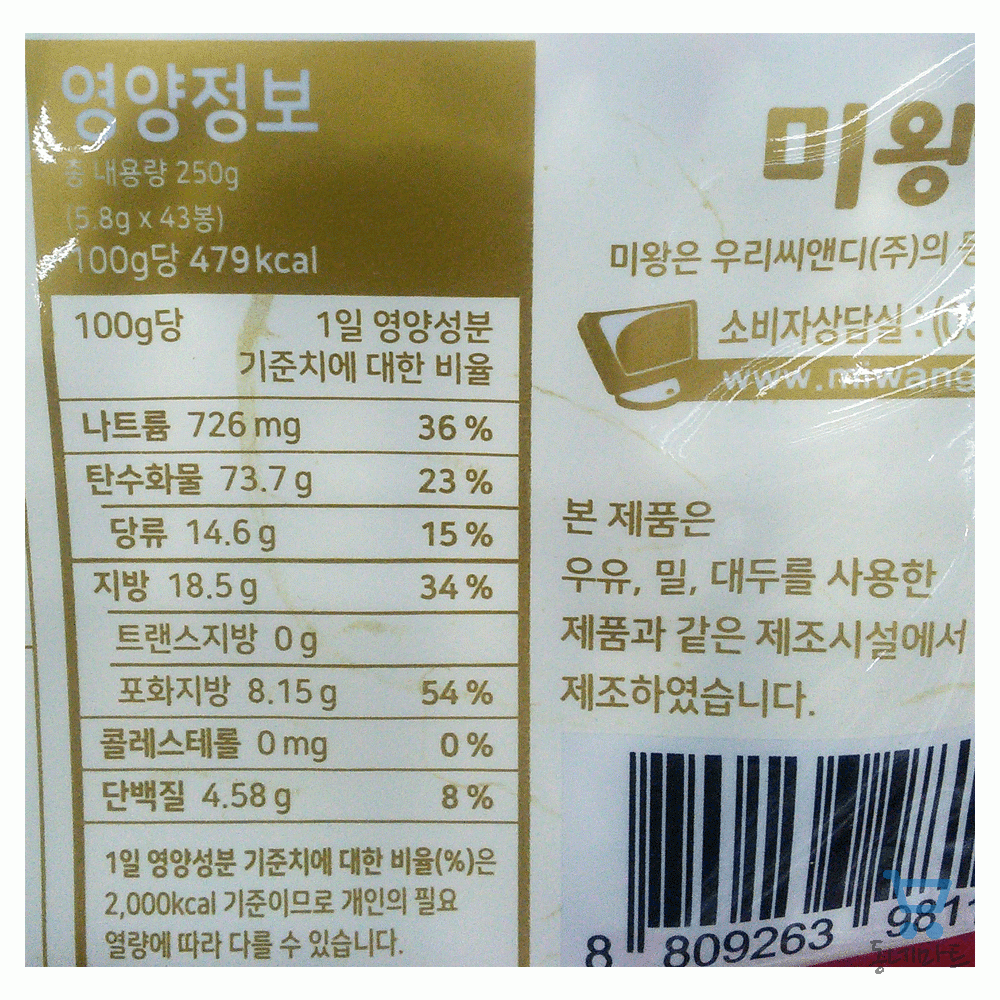 영양정보
총 내용량 250g
(5.8g x 43봉)
100g당 479kcal
100g당 1일 영양성분
기준치에 대한 비율
나트륨 726mg 36%
탄수화물 73.7g 23%
당류 14.6g 15%
지방 18.5g 34%
트랜스지방 0g
포화지방 8.15g 54%
콜레스테롤 0mg 0%
단백질 4.58g 8%
1일 영양성분 기준치에 대한 비율(%)은
2,000kcal 기준이므로 개인의 필요
열량에 따라 다를 수 있습니다.
미왕
미왕은 우리씨앤디(주)의
소비자상담실 :
www.miwang
본 제품은
우유, 밀, 대두를 사용한
제품과 같은 제조시설에서
제조하였습니다.
8 809263 9811